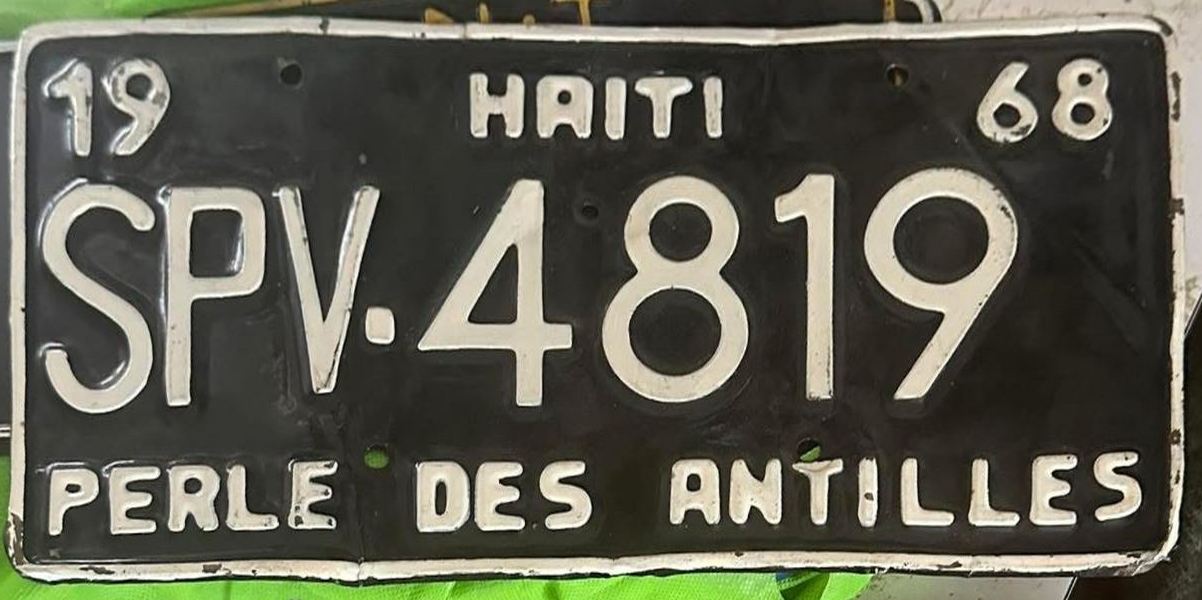 19 HAITI 68
SPV·4819
PERLE DES ANTILLES